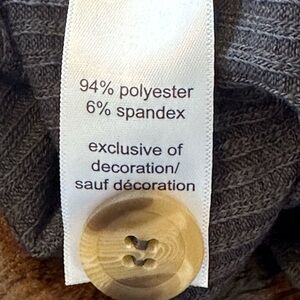 94% polyester
6% spandex
exclusive of
decoration/
sauf décoration